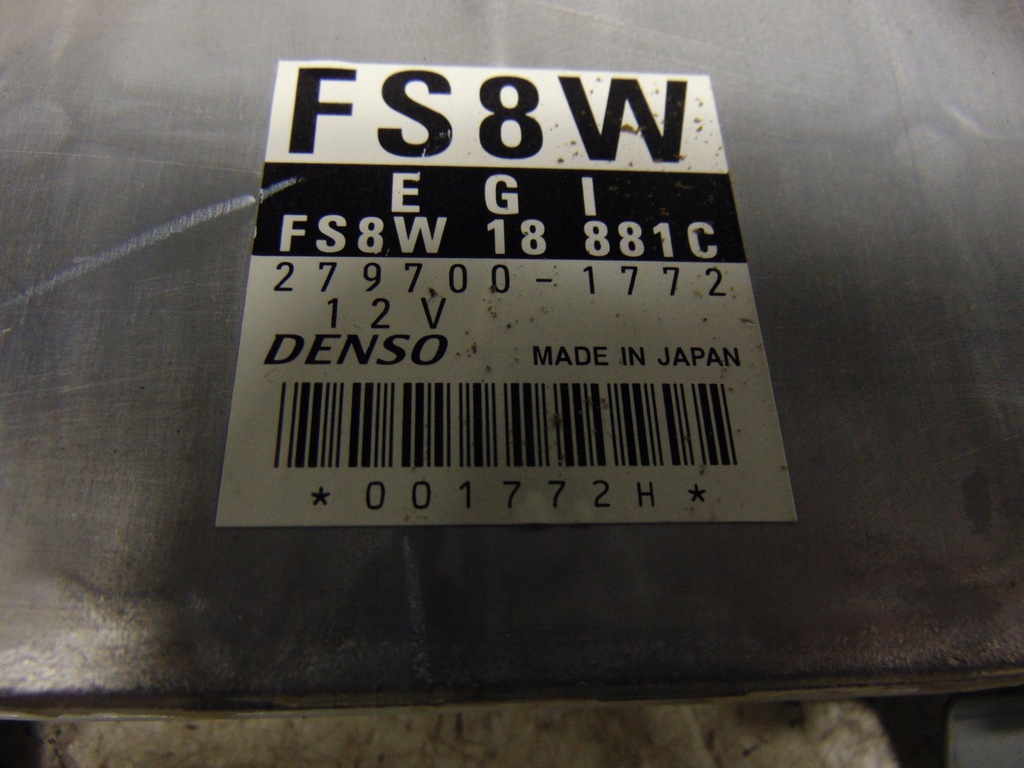 FS8W
E G I
FS8W 18 881C
279700-1772
12V
DENSO MADE IN JAPAN
*001772H*